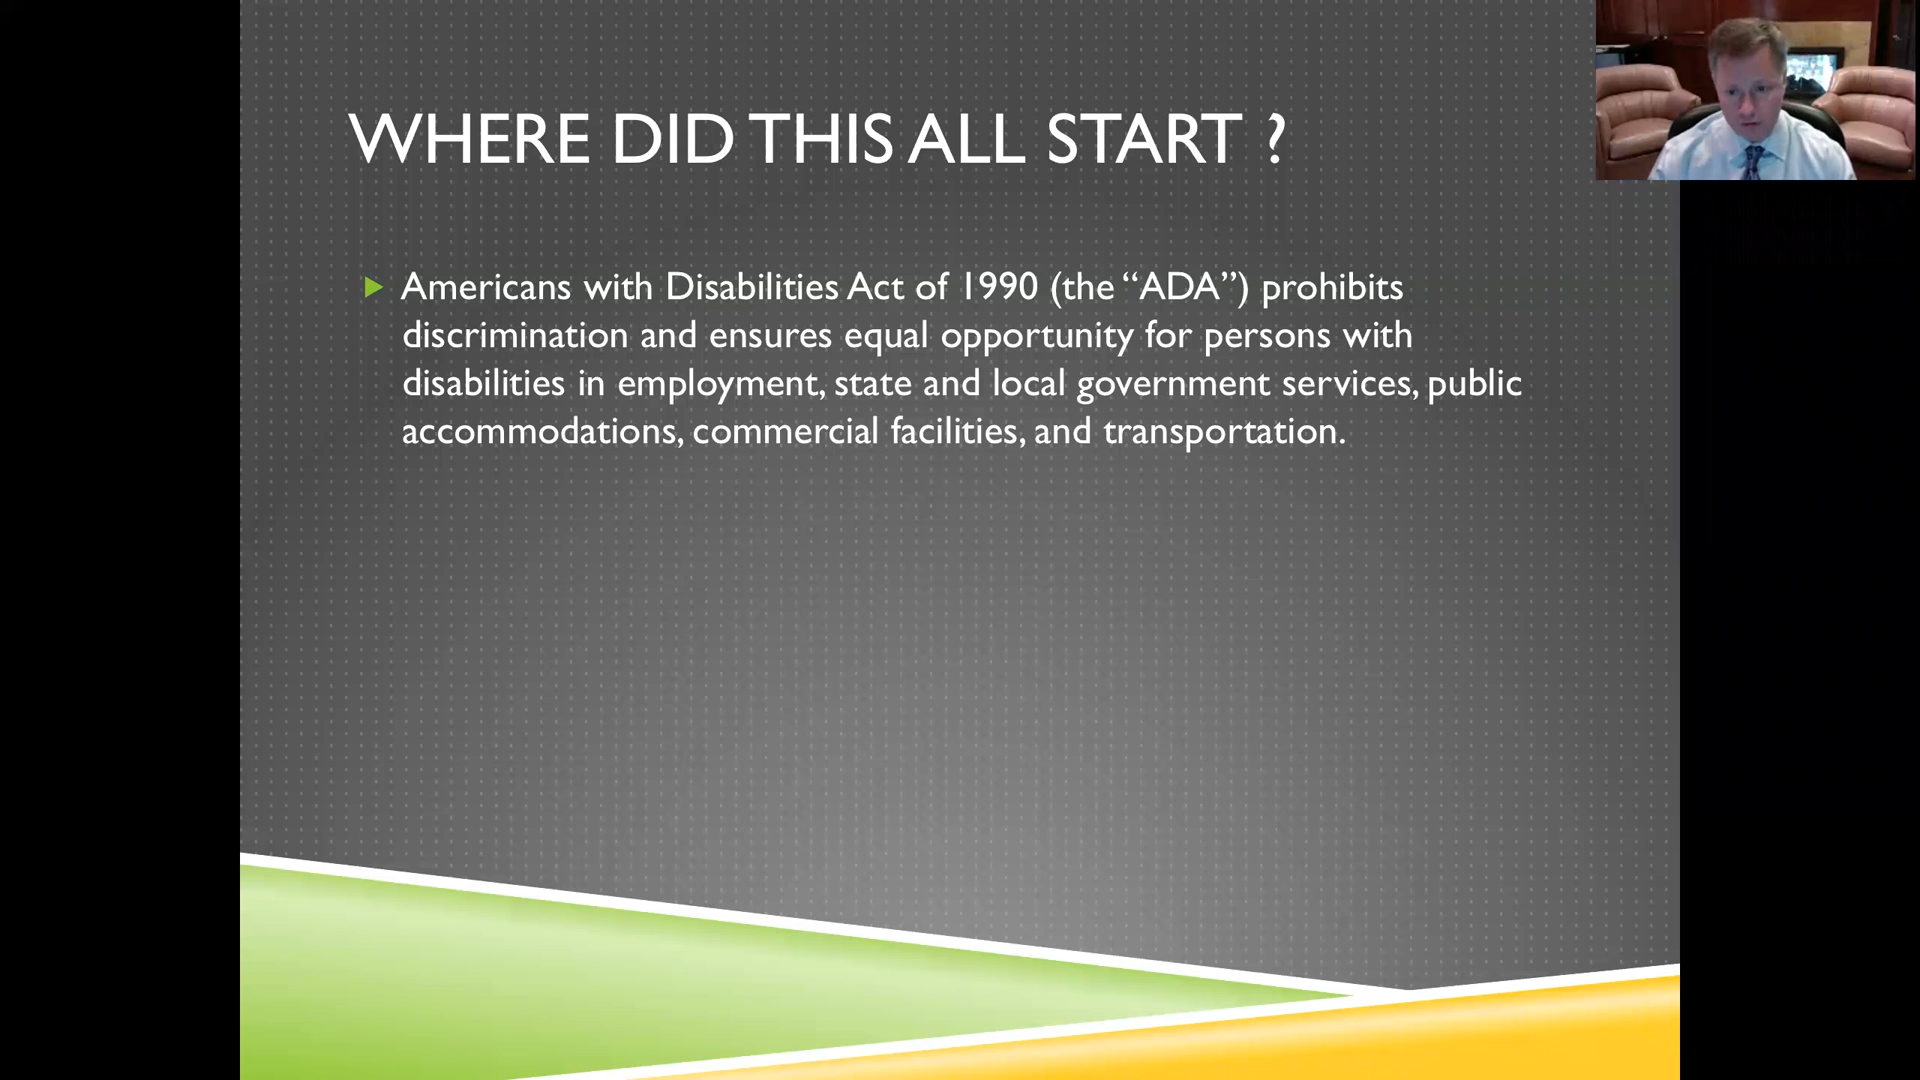 WHERE DID THIS ALL START ?
Americans with Disabilities Act of 1990 (the “ADA”) prohibits
discrimination and ensures equal opportunity for persons with
disabilities in employment, state and local government services, public
accommodations, commercial facilities, and transportation.